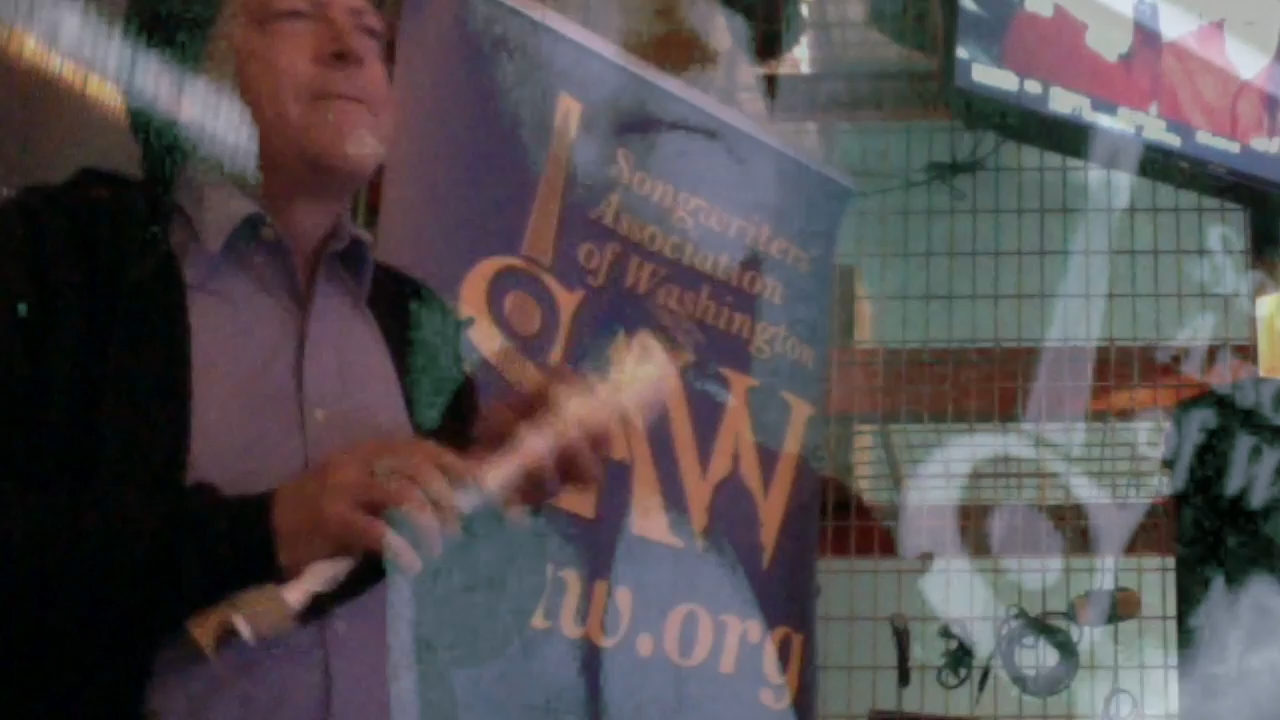 Songwriters
Association
of Washington
SAW
w.org